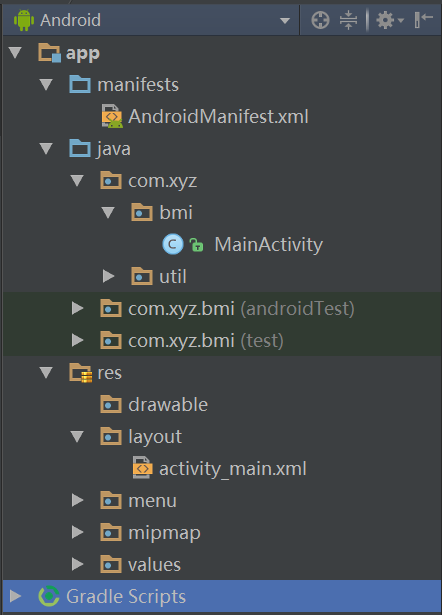 Android
app
manifests
AndroidManifest.xml
java
com.xyz
bmi
C MainActivity
util
com.xyz.bmi (androidTest)
com.xyz.bmi (test)
res
drawable
layout
activity_main.xml
menu
mipmap
values
Gradle Scripts